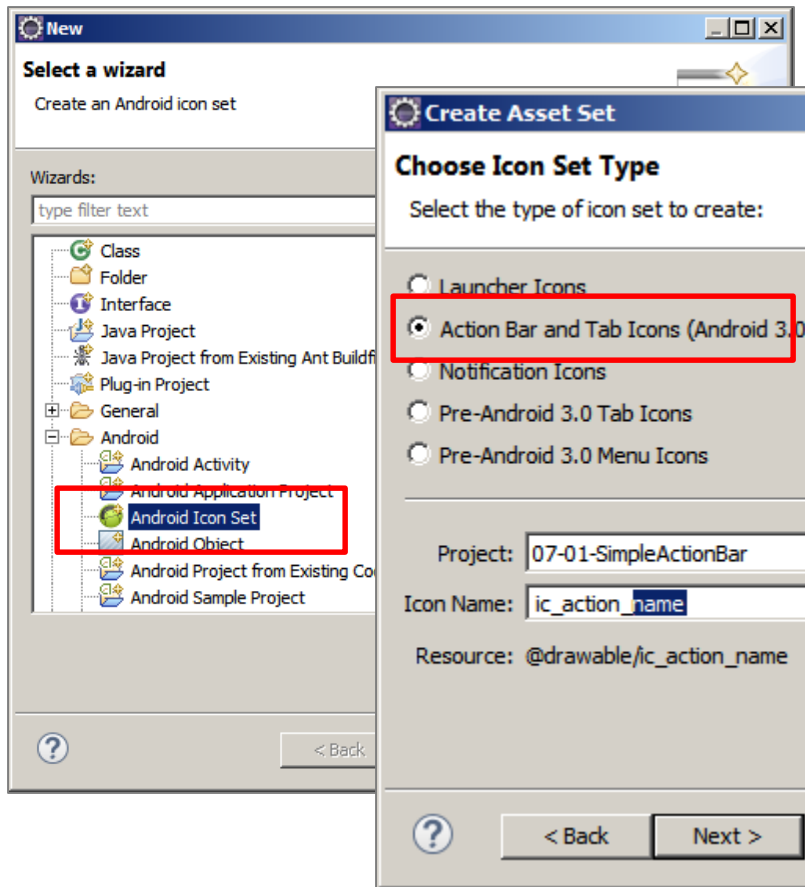 New
Select a wizard
Create an Android icon set
Wizards:
type filter text
Class
Folder
Interface
Java Project
Java Project from Existing Ant Buildfi
Plug-in Project
General
Android
Android Activity
Android Application Project
Android Icon Set
Android Object
Android Project from Existing Co
Android Sample Project
?
< Back
Create Asset Set
Choose Icon Set Type
Select the type of icon set to create:
Launcher Icons
Action Bar and Tab Icons (Android 3.0
Notification Icons
Pre-Android 3.0 Tab Icons
Pre-Android 3.0 Menu Icons
Project: 07-01-SimpleActionBar
Icon Name: ic_action_name
Resource: @drawable/ic_action_name
?
< Back
Next >